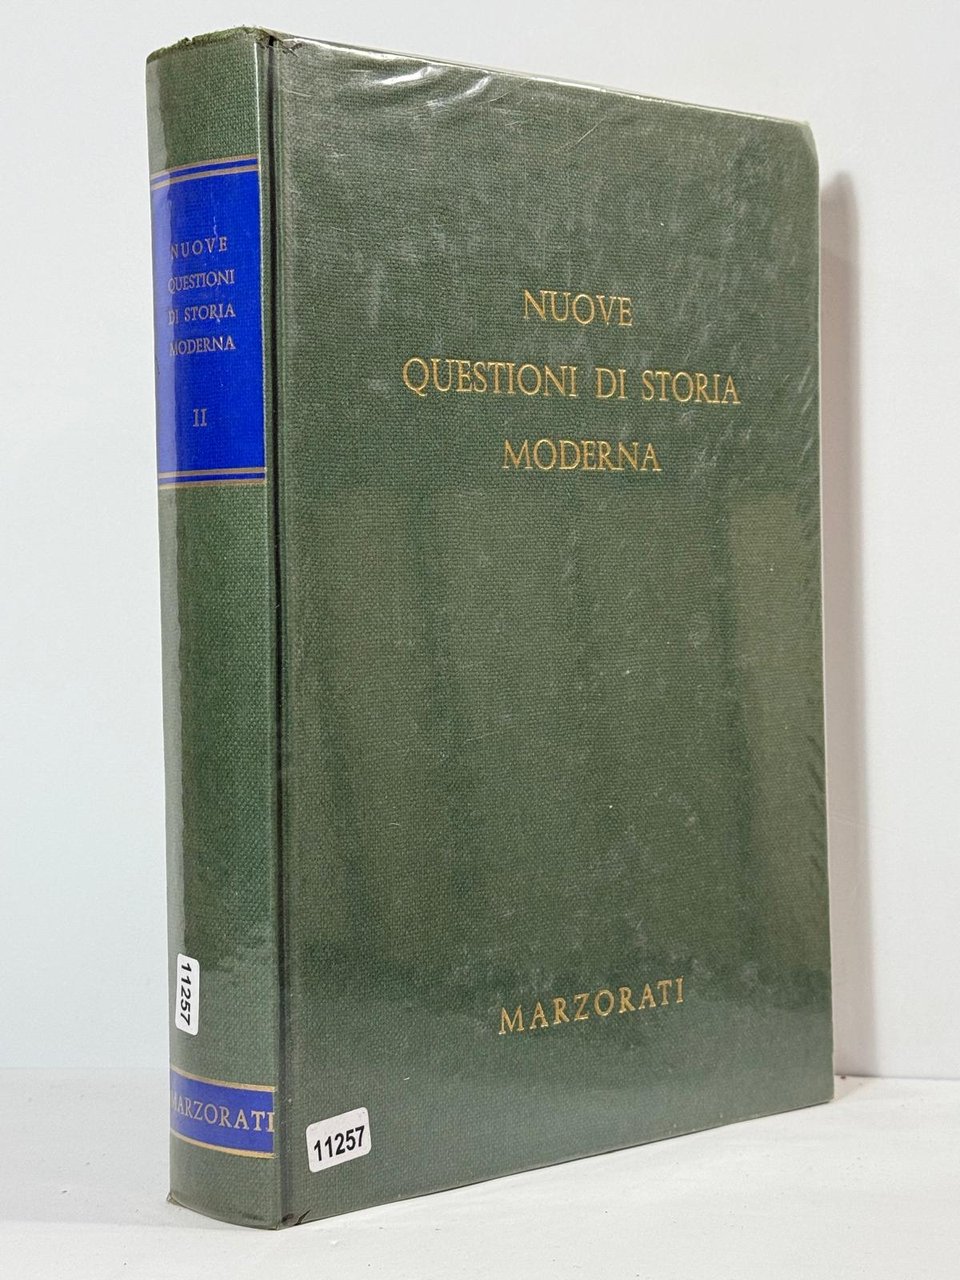 NUOVE
QUESTIONI
DI STORIA
MODERNA
II
11257
MARZORATI
NUOVE
QUESTIONI DI STORIA
MODERNA
MARZORATI
11257